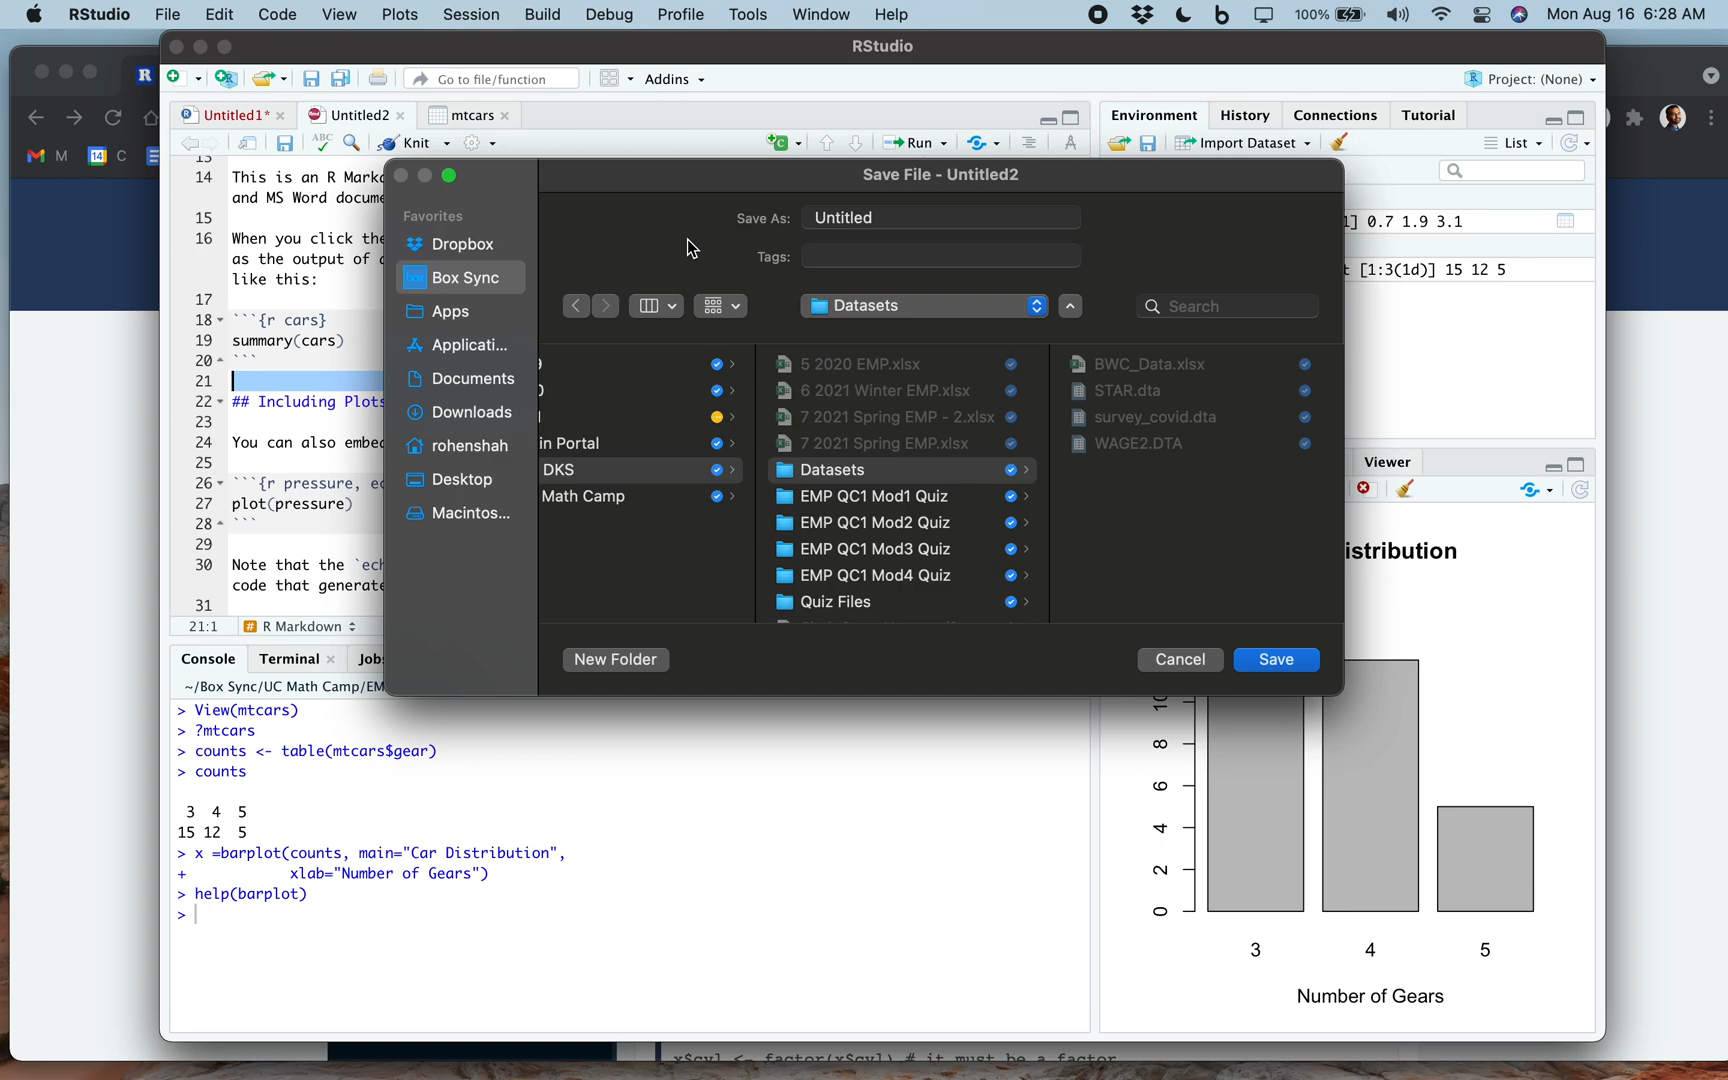 RStudio File Edit Code View Plots Session Build Debug Profile Tools Window Help 100% Mon Aug 16 6:28 AM
RStudio
Go to file/function Addins Project: (None)
Untitled1* Untitled2 mtcars
Environment History Connections Tutorial
Knit Run
Import Dataset List
M 14 C
14 This is an R Marka
and MS Word docume
15
16 When you click the
as the output of
like this:
17
18 ```{r cars}
19 summary(cars)
20 ```
21
22 ## Including Plots
23
24 You can also embed
25
26 ```{r pressure, ec
27 plot(pressure)
28 ```
29
30 Note that the `ech
code that generate
31
21:1 R Markdown
Save File - Untitled2
Save As: Untitled
Tags:
Datasets
Search
Favorites
Dropbox
Box Sync
Apps
Applicati...
Documents
Downloads
rohenshah
Desktop
Macintos...
in Portal
DKS
Math Camp
5 2020 EMP.xlsx
6 2021 Winter EMP.xlsx
7 2021 Spring EMP - 2.xlsx
7 2021 Spring EMP.xlsx
Datasets
EMP QC1 Mod1 Quiz
EMP QC1 Mod2 Quiz
EMP QC1 Mod3 Quiz
EMP QC1 Mod4 Quiz
Quiz Files
BWC_Data.xlsx
STAR.dta
survey_covid.dta
WAGE2.DTA
New Folder Cancel Save
] 0.7 1.9 3.1
t [1:3(1d)] 15 12 5
Viewer
istribution
Console Terminal Jobs
~/Box Sync/UC Math Camp/EM
> View(mtcars)
> ?mtcars
> counts <- table(mtcars$gear)
> counts
3 4 5
15 12 5
> x =barplot(counts, main="Car Distribution",
+ xlab="Number of Gears")
> help(barplot)
>
10
8
6
4
2
0
3 4 5
Number of Gears
x$cyl <- factor(x$cyl) # it must be a factor